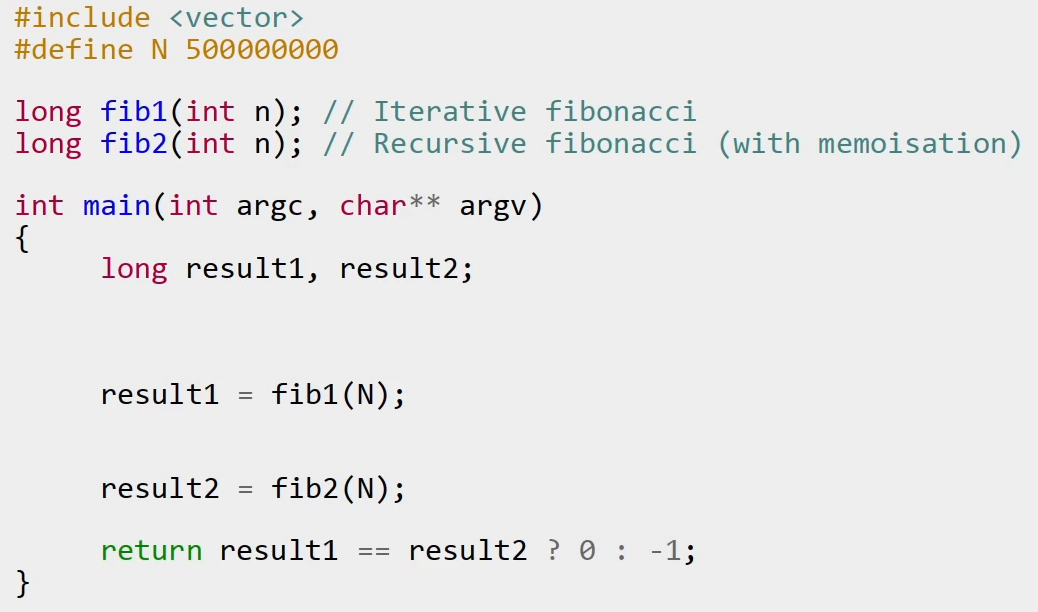 #include <vector>
#define N 500000000
long fib1(int n); // Iterative fibonacci
long fib2(int n); // Recursive fibonacci (with memoisation)
int main(int argc, char** argv)
{
long result1, result2;
result1 = fib1(N);
result2 = fib2(N);
return result1 == result2 ? 0 : -1;
}